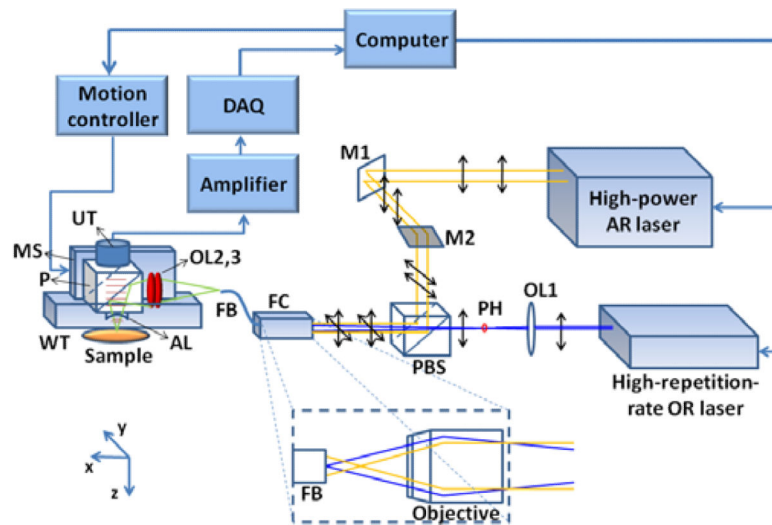 Computer
Motion
controller
DAQ
Amplifier
M1
High-power
AR laser
UT
MS
OL2,3
P
M2
FB
FC
PH
OL1
WT
Sample
AL
PBS
High-repetition-
rate OR laser
y
x
z
FB
Objective